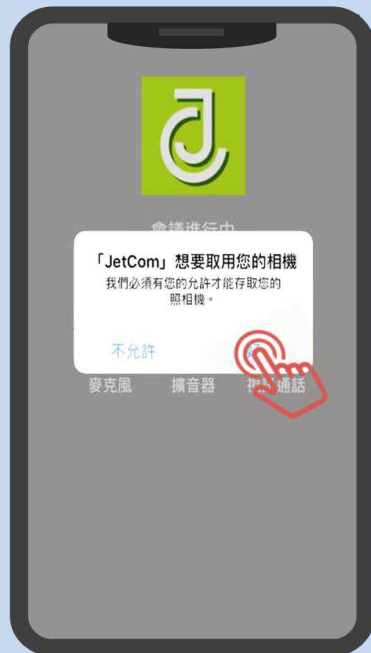 會議進行中
「JetCom」想要取用您的相機
我們必須有您的允許才能存取您的
照相機。
不允許
麥克風 擴音器 視訊通話